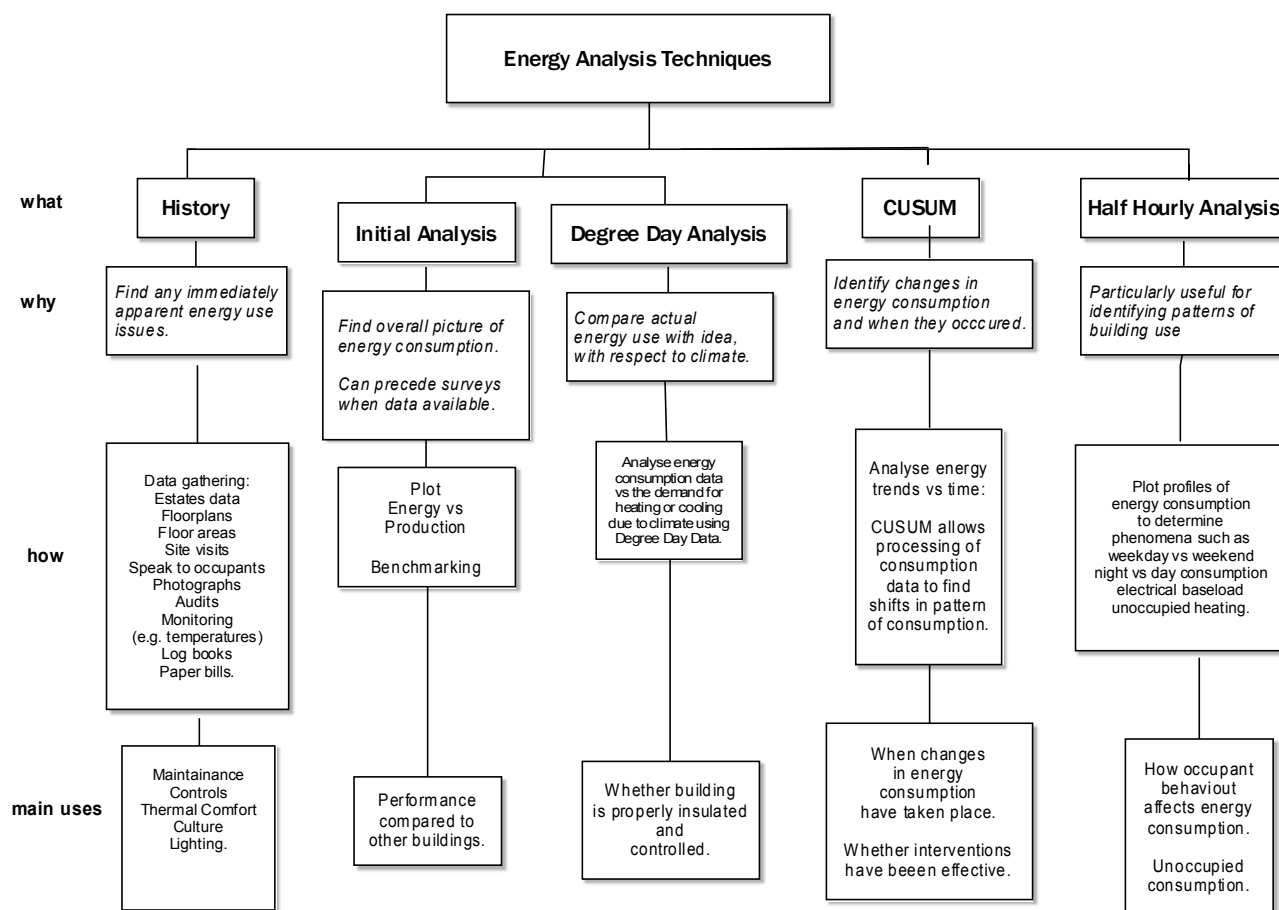 Energy Analysis Techniques
what
History
Initial Analysis
Degree Day Analysis
CUSUM
Half Hourly Analysis
why
Find any immediately
apparent energy use
issues.
Find overall picture of
energy consumption.
Can precede surveys
when data available.
Compare actual
energy use with idea,
with respect to climate.
Identify changes in
energy consumption
and when they occcured.
Particularly useful for
identifying patterns of
building use
how
Data gathering:
Estates data
Floorplans
Floor areas
Site visits
Speak to occupants
Photographs
Audits
Monitoring
(e.g. temperatures)
Log books
Paper bills.
Plot
Energy vs
Production
Benchmarking
Analyse energy
consumption data
vs the demand for
heating or cooling
due to climate using
Degree Day Data.
Analyse energy
trends vs time:
CUSUM allows
processing of
consumption
data to find
shifts in pattern
of consumption.
Plot profiles of
energy consumption
to determine
phenomena such as
weekday vs weekend
night vs day consumption
electrical baseload
unoccupied heating.
main uses
Maintainance
Controls
Thermal Comfort
Culture
Lighting.
Performance
compared to
other buildings.
Whether building
is properly insulated
and
controlled.
When changes
in energy
consumption
have taken place.
Whether interventions
have beeen effective.
How occupant
behaviout
affects energy
consumption.
Unoccupied
consumption.